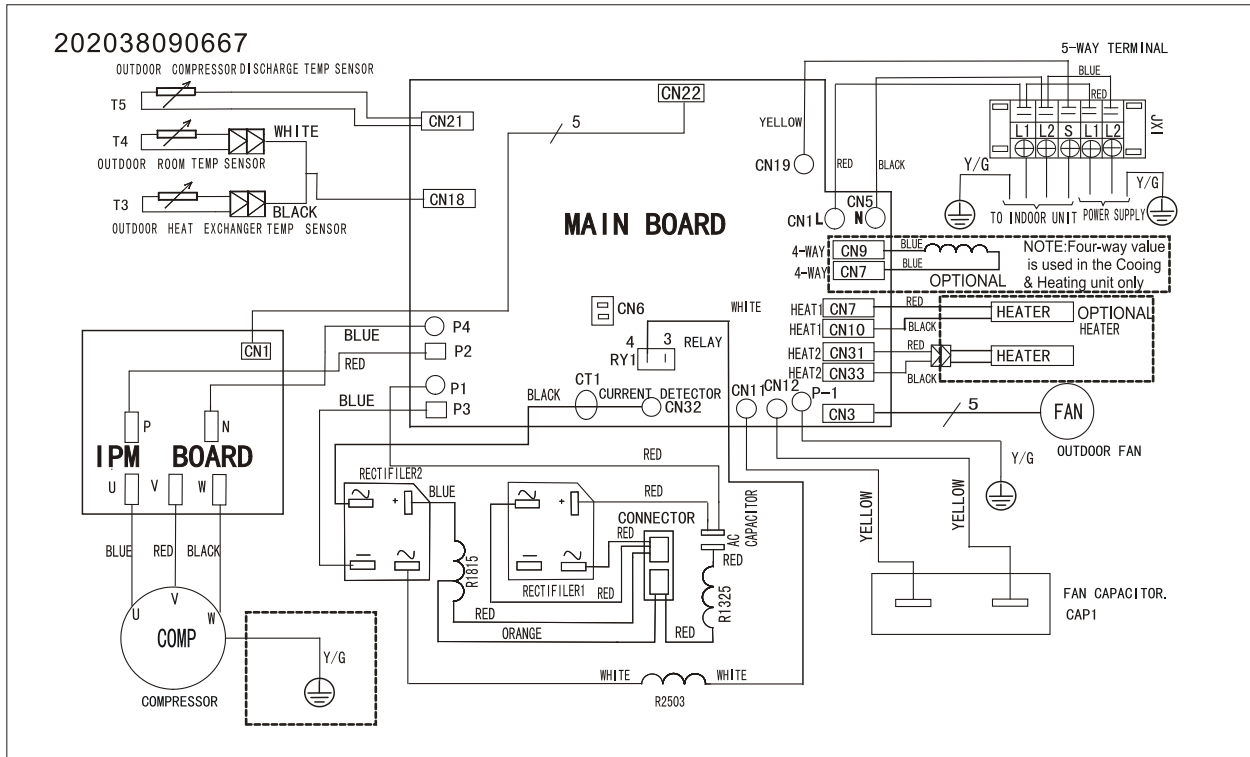 202038090667
OUTDOOR COMPRESSOR DISCHARGE TEMP SENSOR
T5
T4
WHITE
OUTDOOR ROOM TEMP SENSOR
T3
BLACK
OUTDOOR HEAT EXCHANGER TEMP SENSOR
CN21
CN18
5
CN22
MAIN BOARD
YELLOW
CN19
RED
BLACK
5-WAY TERMINAL
BLUE
RED
L1 L2 S L1 L2
JX1
Y/G
Y/G
TO INDOOR UNIT
POWER SUPPLY
CN1 L
CN5
N
4-WAY CN9 BLUE
4-WAY CN7 BLUE
OPTIONAL
NOTE:Four-way value
is used in the Cooing
& Heating unit only
HEAT1 CN7 RED
HEAT1 CN10 BLACK
HEAT2 CN31 RED
HEAT2 CN33 BLACK
HEATER
OPTIONAL
HEATER
HEATER
CN6
WHITE
4 3 RELAY
RY1
CN1
BLUE
RED
P4
P2
P1
P3
BLUE
BLACK
CT1
CURRENT DETECTOR
CN32
CN11
CN12
P-1
CN3
5
FAN
OUTDOOR FAN
Y/G
P
N
IPM BOARD
U
V
W
BLUE
RED
BLACK
U
V
W
COMP
COMPRESSOR
Y/G
RECTIFILER2
+
BLUE
R1815
+
RECTIFILER1
RED
RED
CONNECTOR
RED
RED
AC CAPACITOR
RED
R1325
RED
ORANGE
RED
WHITE
WHITE
R2503
YELLOW
YELLOW
FAN CAPACITOR.
CAP1